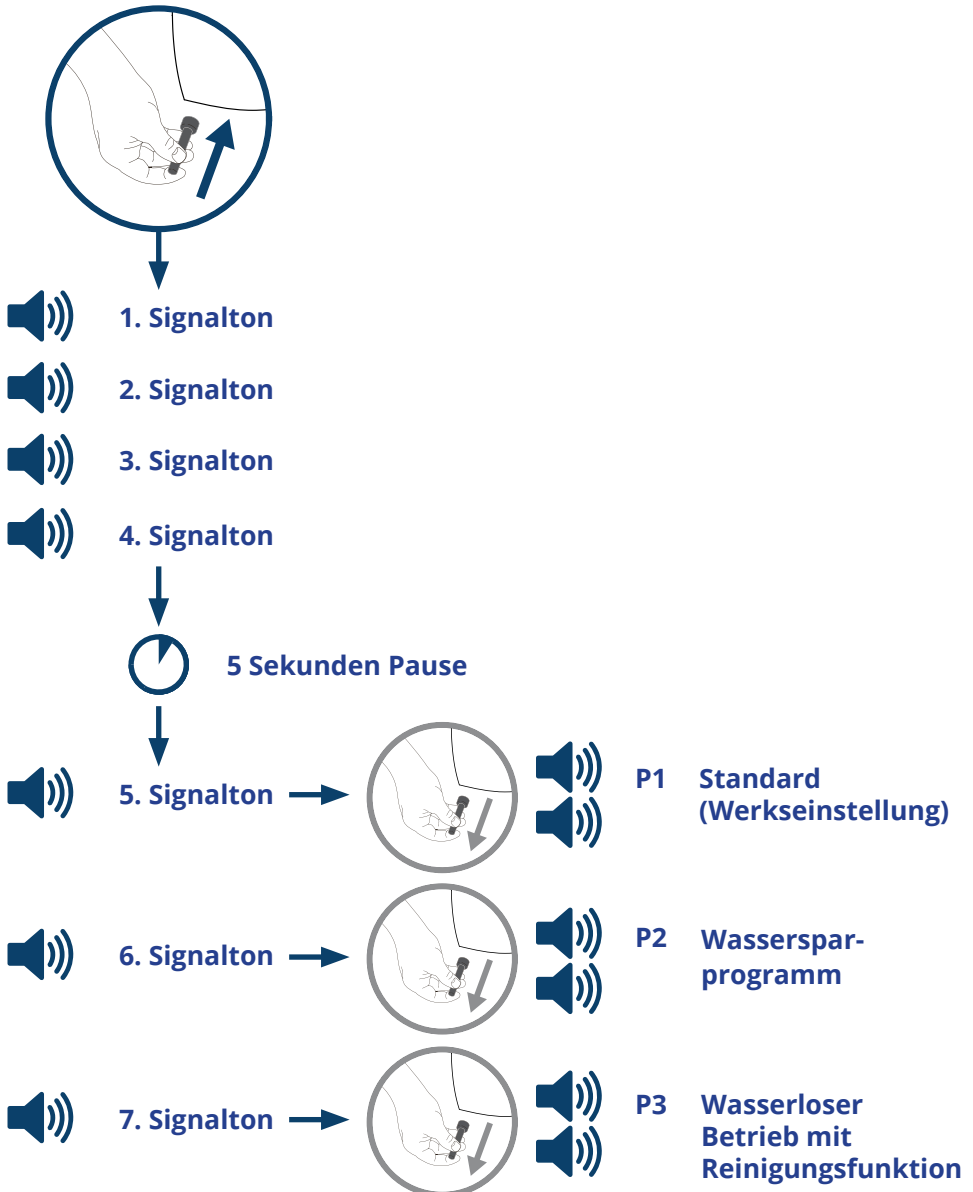 1. Signalton
2. Signalton
3. Signalton
4. Signalton
5 Sekunden Pause
5. Signalton
P1 Standard
(Werkseinstellung)
6. Signalton
P2 Wasserspar-
programm
7. Signalton
P3 Wasserloser
Betrieb mit
Reinigungsfunktion